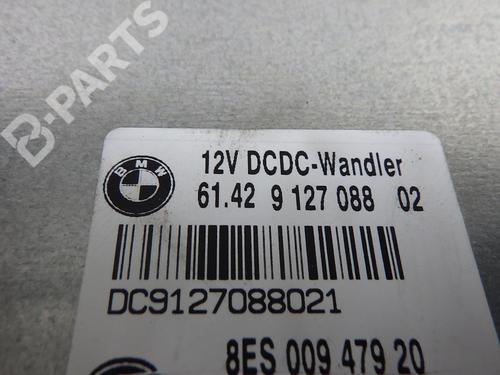 B-PARTS
BMW
12V DCDC-Wandler
61.42 9 127 088 02
DC9127088021
8ES 009 479 20